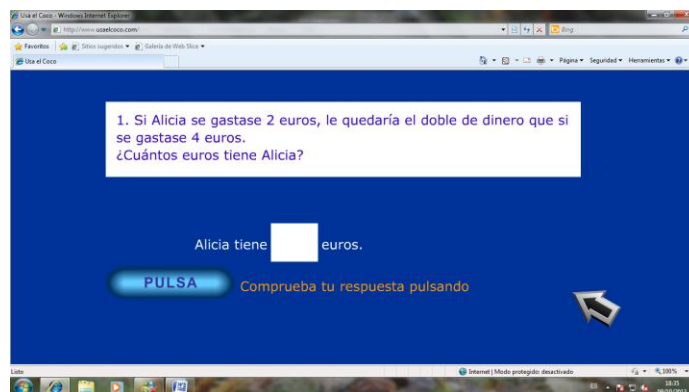 Usa el Coco - Windows Internet Explorer
http://www.usaelcoco.com/
Bing
Favoritos Sitios sugeridos Galería de Web Slice
Usa el Coco
Página Seguridad Herramientas
1. Si Alicia se gastase 2 euros, le quedaría el doble de dinero que si
se gastase 4 euros.
¿Cuántos euros tiene Alicia?
Alicia tiene euros.
PULSA Comprueba tu respuesta pulsando
Listo
Internet | Modo protegido: desactivado
100%
ES
18:35